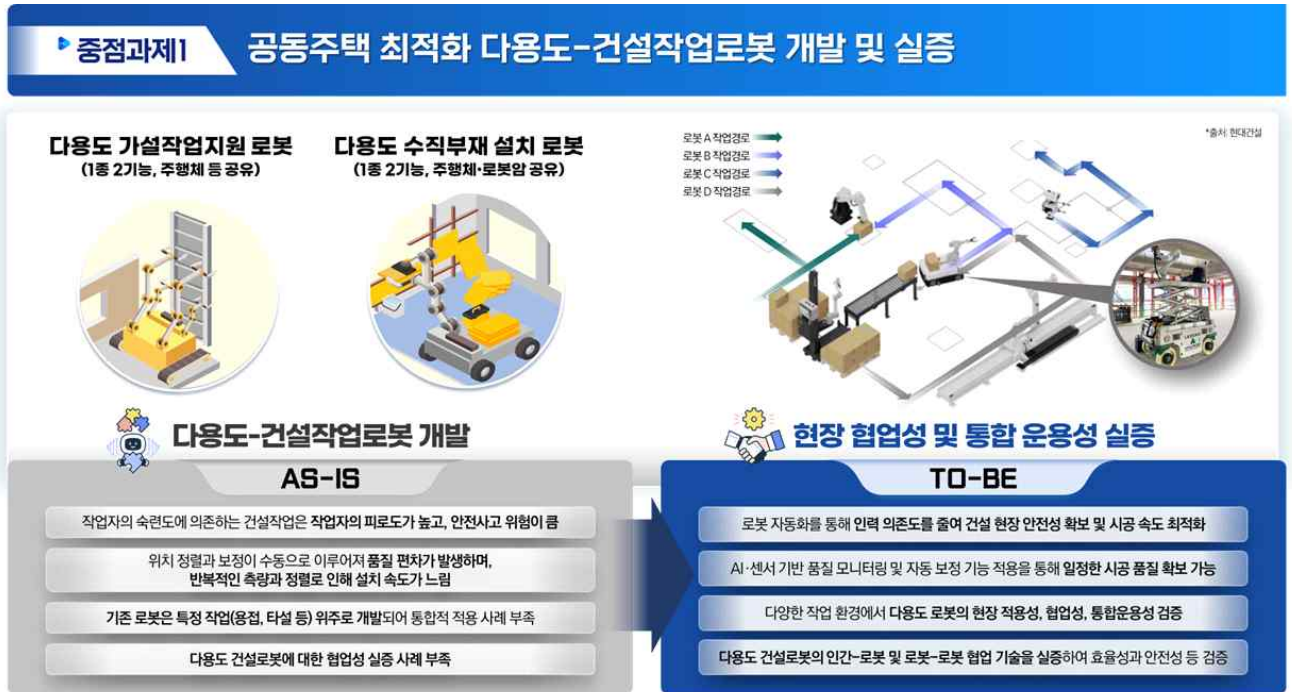 중점과제1
공동주택 최적화 다용도-건설작업로봇 개발 및 실증
다용도 가설작업지원 로봇
(1종 2기능, 주행체 등 공유)
다용도 수직부재 설치 로봇
(1종 2기능, 주행체·로봇암 공유)
로봇 A 작업경로
로봇 B 작업경로
로봇 C 작업경로
로봇 D 작업경로
*출처: 현대건설
다용도-건설작업로봇 개발
현장 협업성 및 통합 운용성 실증
AS-IS
작업자의 숙련도에 의존하는 건설작업은 작업자의 피로도가 높고, 안전사고 위험이 큼
위치 정렬과 보정이 수동으로 이루어져 품질 편차가 발생하며,
반복적인 측량과 정렬로 인해 설치 속도가 느림
기존 로봇은 특정 작업(용접, 타설 등) 위주로 개발되어 통합적 적용 사례 부족
다용도 건설로봇에 대한 협업성 실증 사례 부족
TO-BE
로봇 자동화를 통해 인력 의존도를 줄여 건설 현장 안전성 확보 및 시공 속도 최적화
AI·센서 기반 품질 모니터링 및 자동 보정 기능 적용을 통해 일정한 시공 품질 확보 가능
다양한 작업 환경에서 다용도 로봇의 현장 적용성, 협업성, 통합운용성 검증
다용도 건설로봇의 인간-로봇 및 로봇-로봇 협업 기술을 실증하여 효율성과 안전성 등 검증